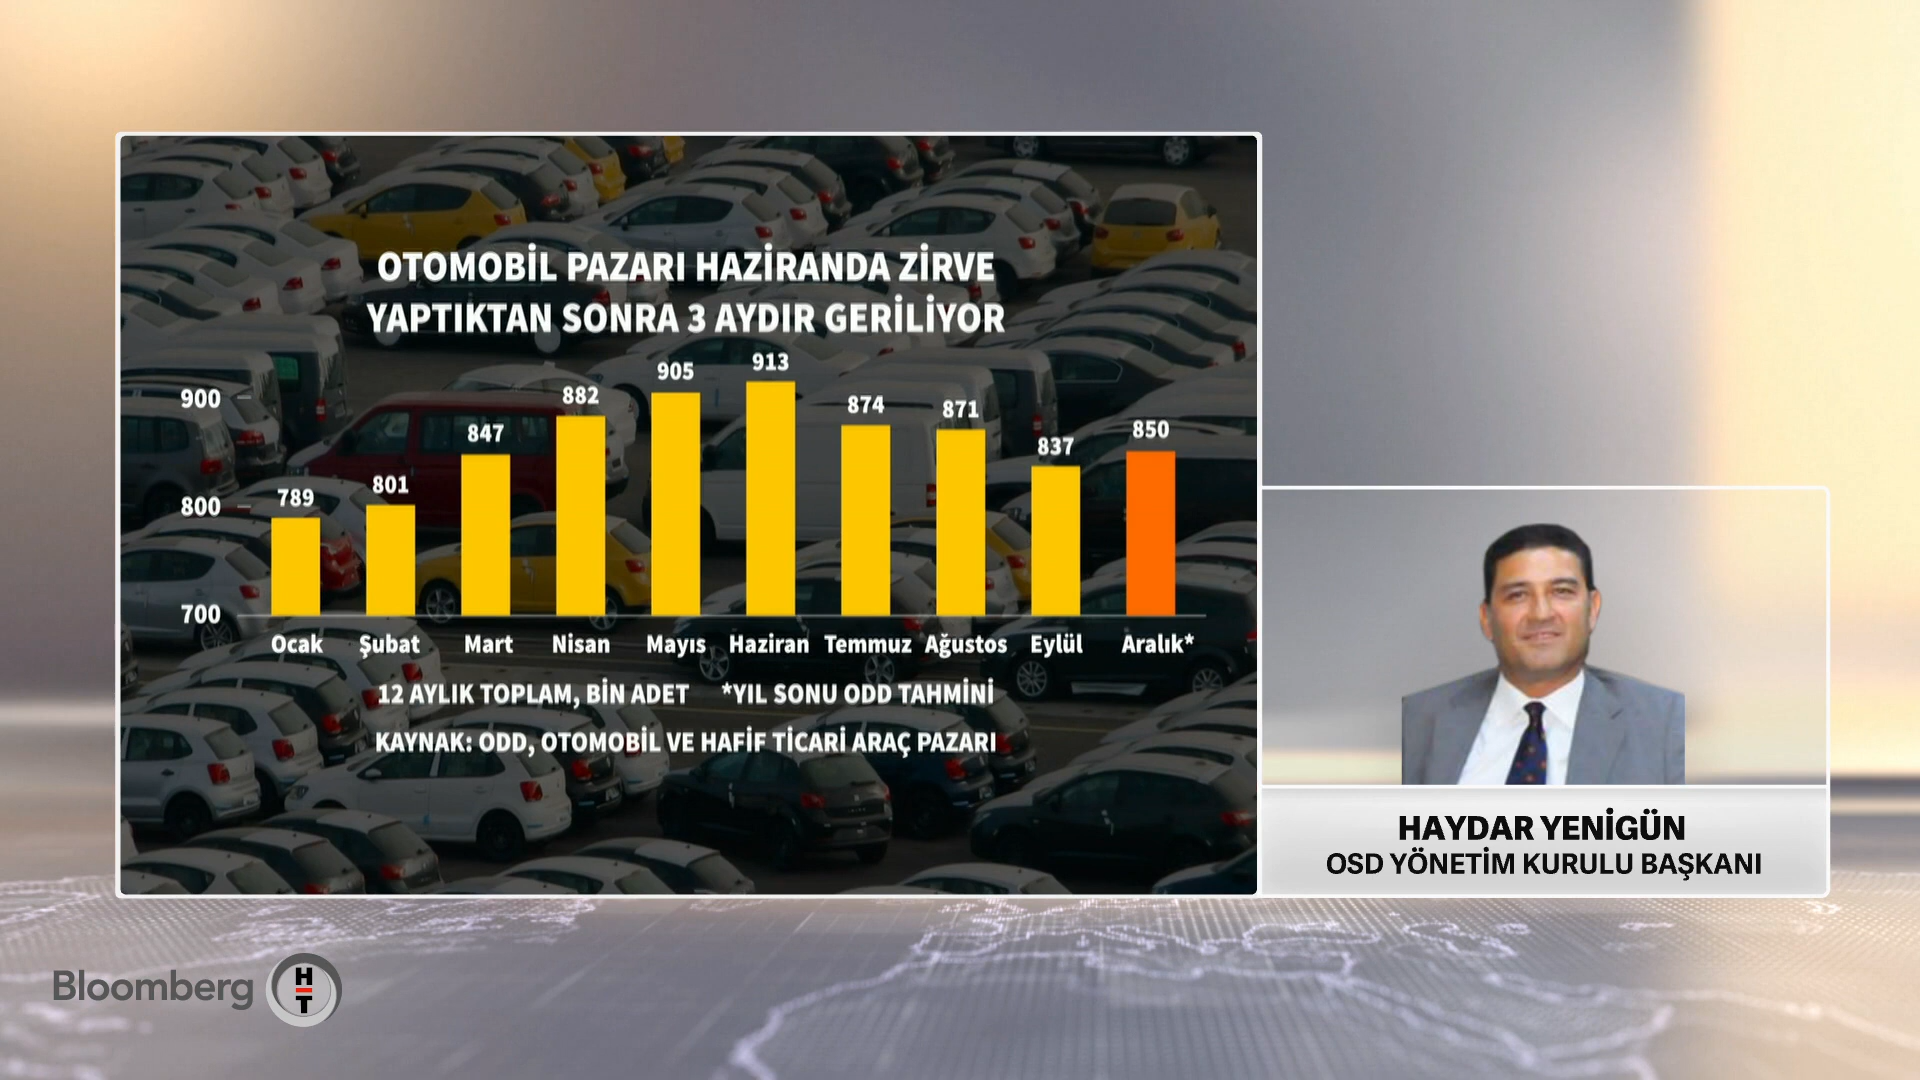 OTOMOBİL PAZARI HAZİRANDA ZİRVE
YAPTIKTAN SONRA 3 AYDIR GERİLİYOR
900
800
700
789
801
847
882
905
913
874
871
837
850
Ocak
Şubat
Mart
Nisan
Mayıs
Haziran
Temmuz
Ağustos
Eylül
Aralık*
12 AYLIK TOPLAM, BİN ADET *YIL SONU ODD TAHMİNİ
KAYNAK: ODD, OTOMOBİL VE HAFİF TİCARİ ARAÇ PAZARI
HAYDAR YENİGÜN
OSD YÖNETİM KURULU BAŞKANI
Bloomberg HT